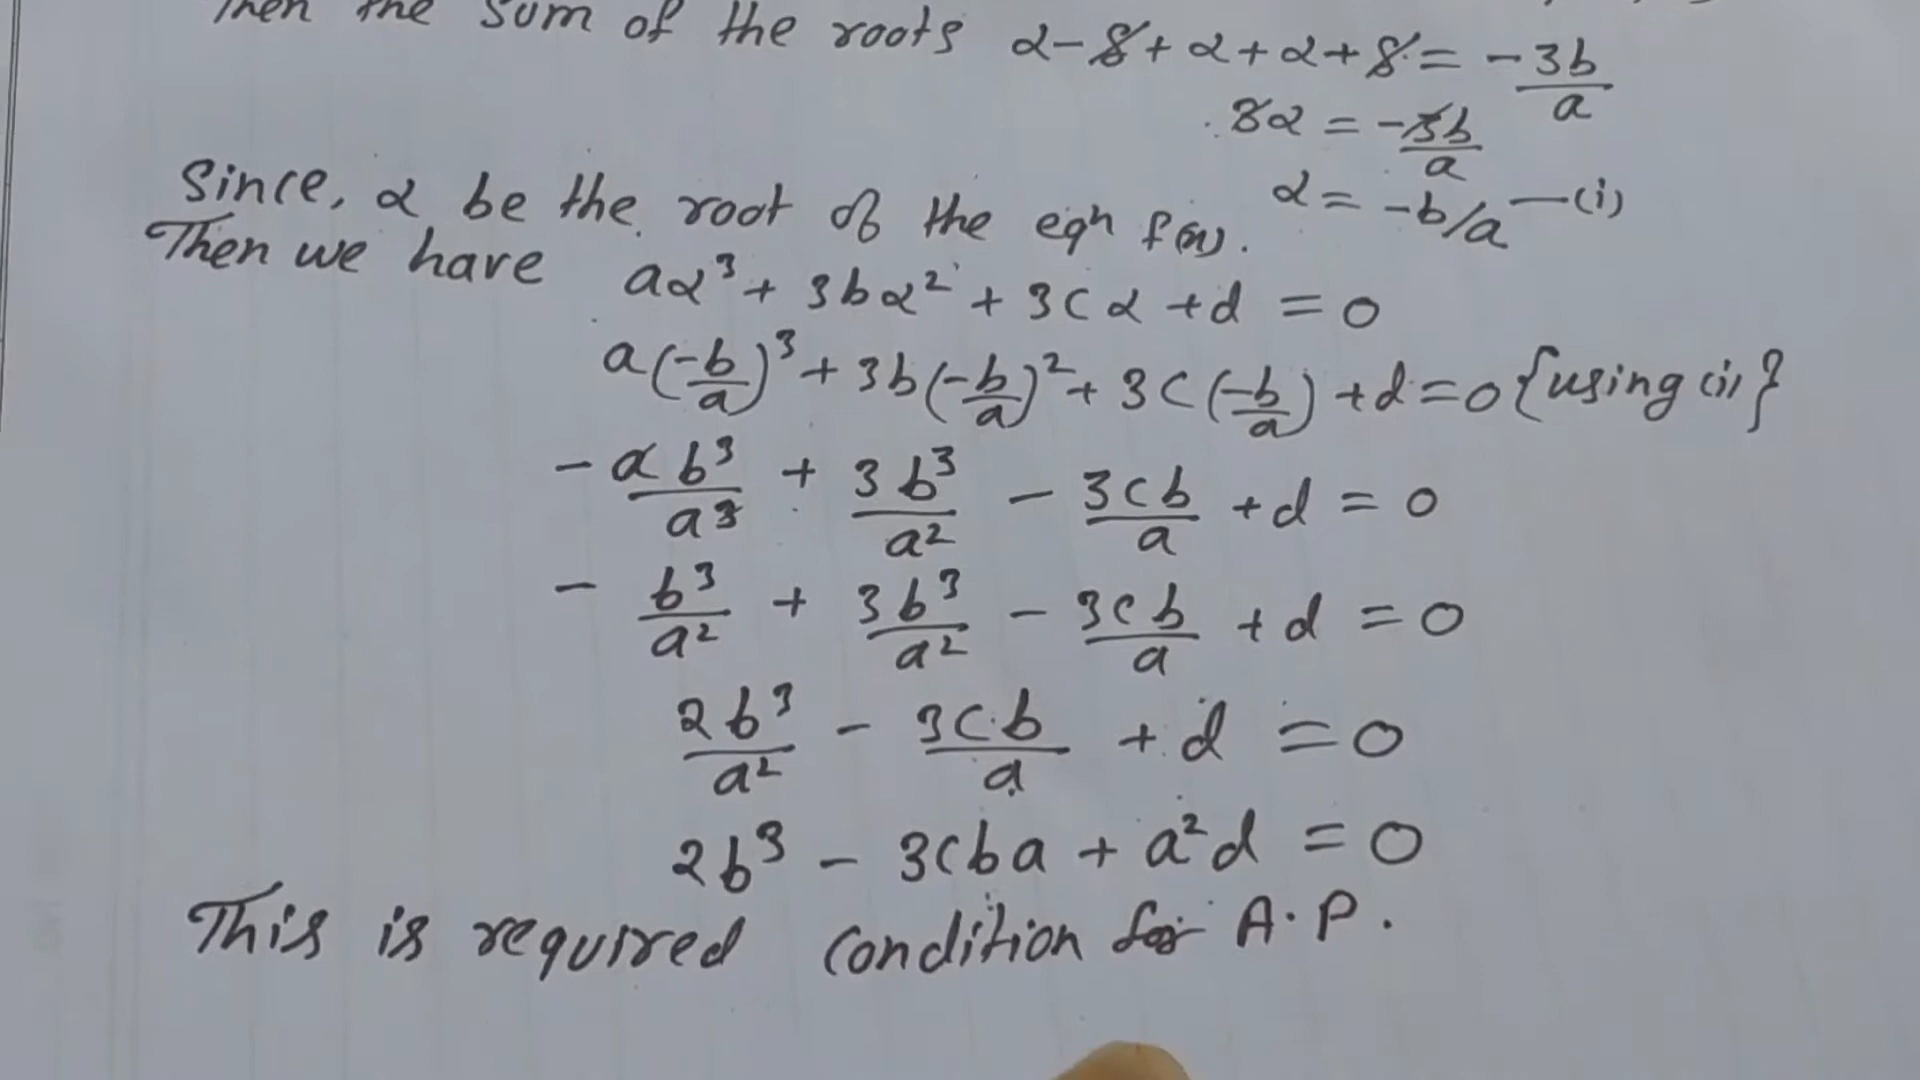 Then the sum of the roots α-δ+α+α+δ = -3b/a
3α = -3b/a
α = -b/a —(i)
Since, α be the root of the eqn f(x).
Then we have aα³ + 3bα² + 3cα + d = 0
a(-b/a)³ + 3b(-b/a)² + 3c(-b/a) + d = 0 {using (i)}
- ab³/a³ + 3b³/a² - 3cb/a + d = 0
- b³/a² + 3b³/a² - 3cb/a + d = 0
2b³/a² - 3cb/a + d = 0
2b³ - 3cba + a²d = 0
This is required condition for A.P.